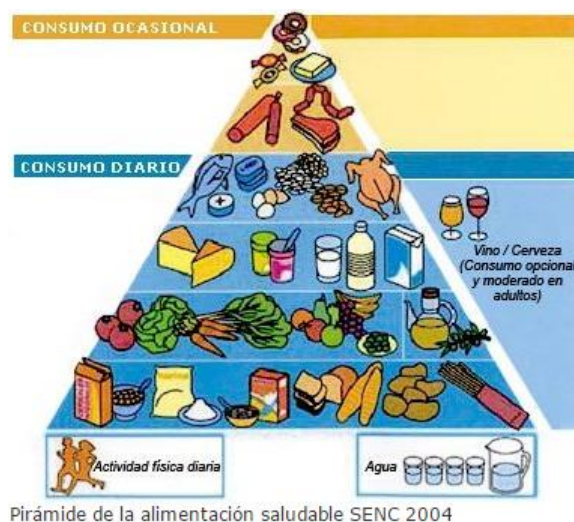 CONSUMO OCASIONAL
CONSUMO DIARIO
Vino / Cerveza
(Consumo opcional
y moderado en
adultos)
Actividad física diaria
Agua
Pirámide de la alimentación saludable SENC 2004